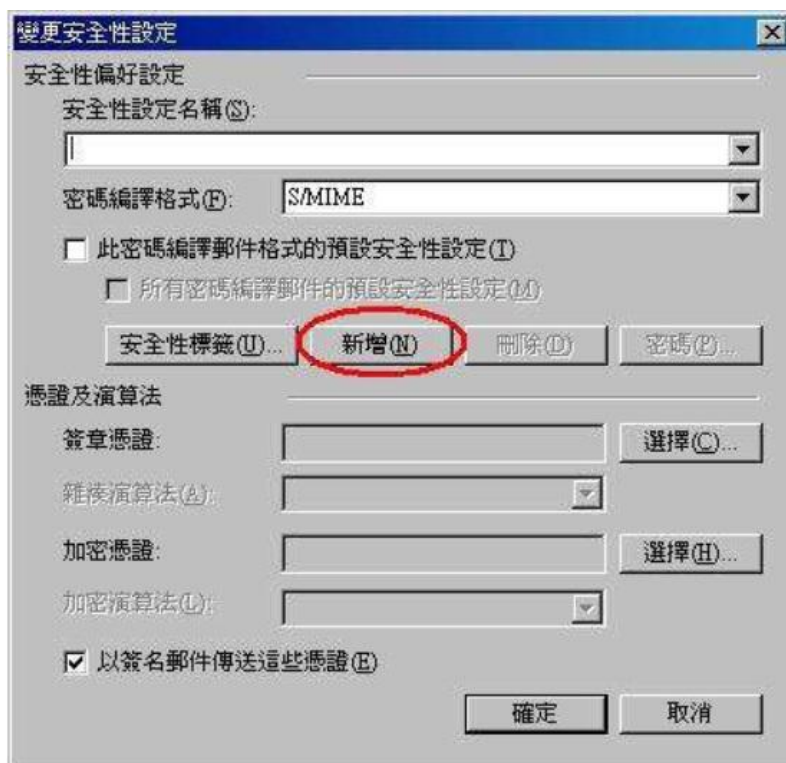 變更安全性設定
安全性偏好設定
安全性設定名稱(S):
密碼編譯格式(F): S/MIME
此密碼編譯郵件格式的預設安全性設定(T)
所有密碼編譯郵件的預設安全性設定(M)
安全性標籤(U)... 新增(N) 刪除(D) 密碼(P)...
憑證及演算法
簽章憑證: 選擇(C)...
雜湊演算法(A):
加密憑證: 選擇(H)...
加密演算法(L):
以簽名郵件傳送這些憑證(E)
確定 取消